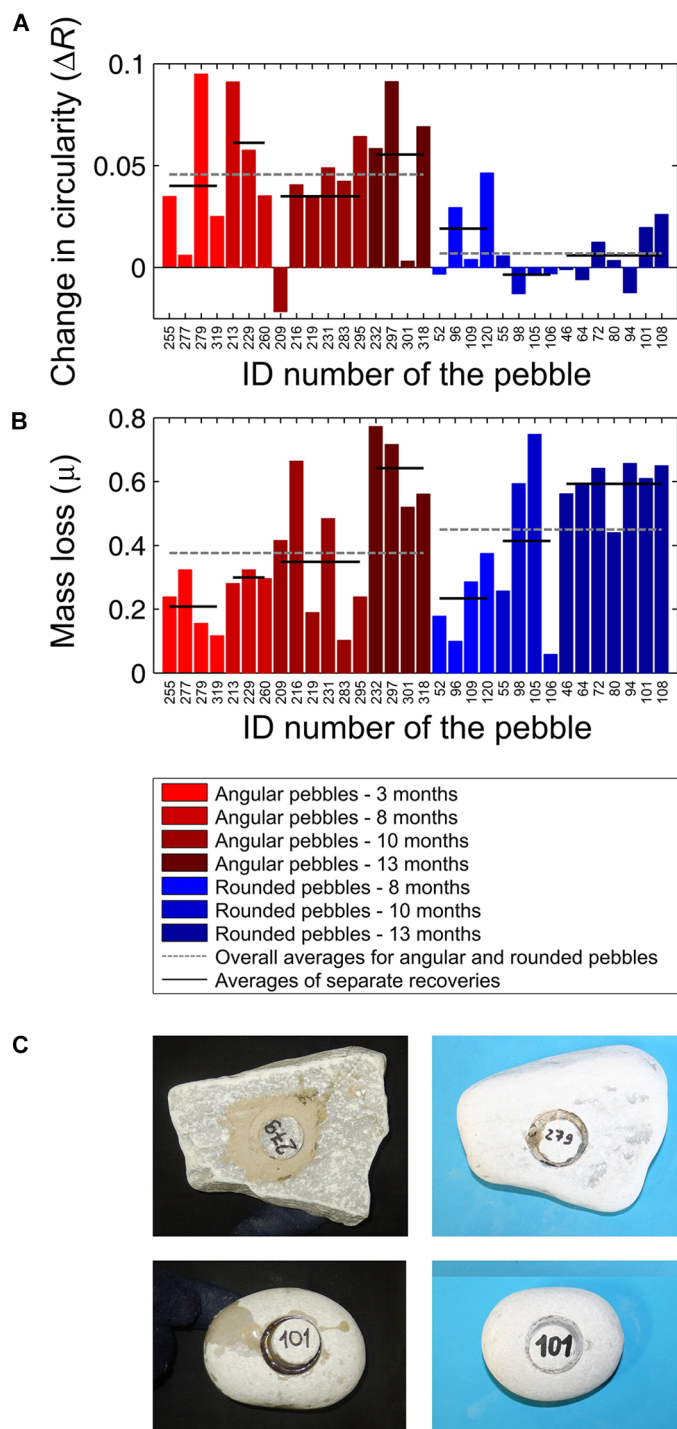 A
Change in circularity (ΔR)
0.1
0.05
0
255 277 279 319 213 229 260 209 216 219 231 283 295 232 297 301 318 52 96 109 120 55 98 105 106 46 64 72 80 94 101 108
ID number of the pebble
B
Mass loss (μ)
0.8
0.6
0.4
0.2
0
255 277 279 319 213 229 260 209 216 219 231 283 295 232 297 301 318 52 96 109 120 55 98 105 106 46 64 72 80 94 101 108
ID number of the pebble
Angular pebbles - 3 months
Angular pebbles - 8 months
Angular pebbles - 10 months
Angular pebbles - 13 months
Rounded pebbles - 8 months
Rounded pebbles - 10 months
Rounded pebbles - 13 months
Overall averages for angular and rounded pebbles
Averages of separate recoveries
C
279
279
101
101